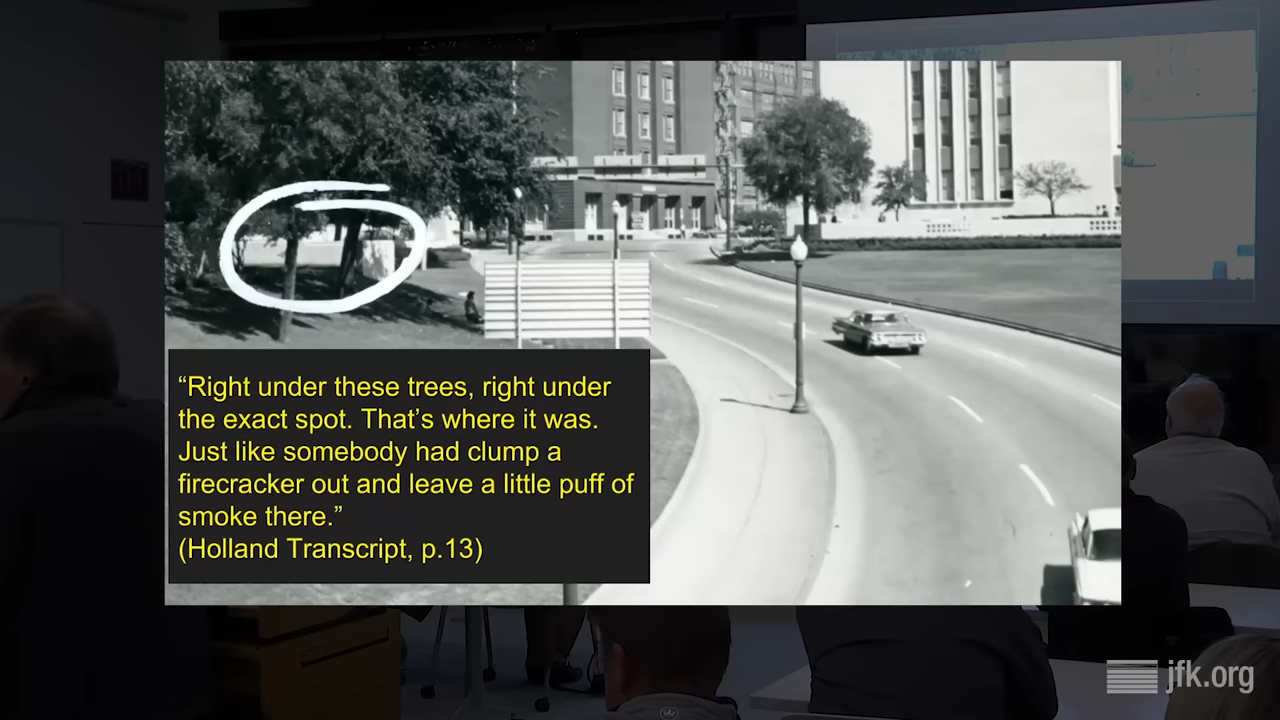 “Right under these trees, right under
the exact spot. That’s where it was.
Just like somebody had clump a
firecracker out and leave a little puff of
smoke there.”
(Holland Transcript, p.13)
jfk.org